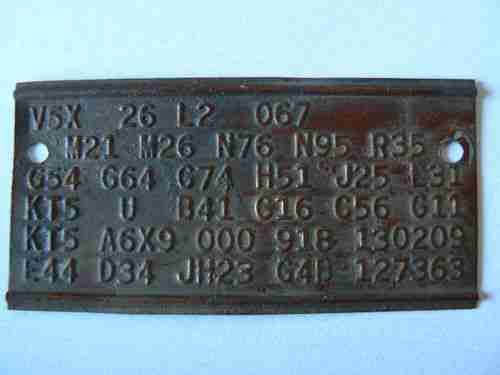 V5X 26 L2 067
M21 M26 N76 N95 R35
G54 G64 G74 H51 J25 L31
KT5 U B41 C16 C56 G11
KT5 A6X9 000 918 130209
E44 D34 JH23 G4B 127363